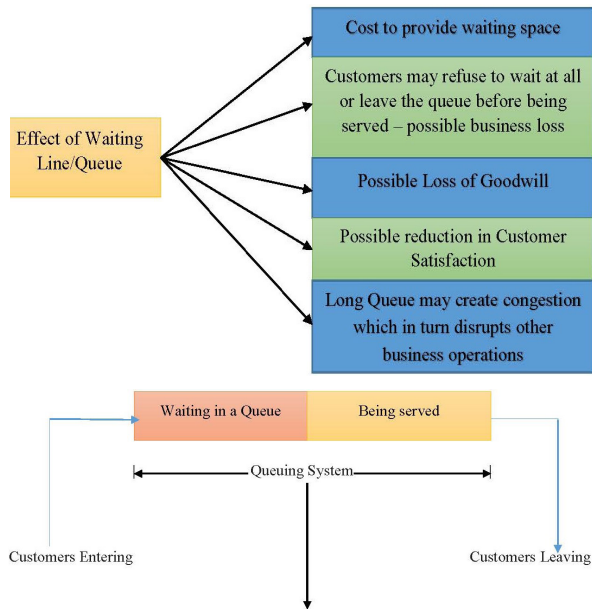 Cost to provide waiting space
Customers may refuse to wait at all
or leave the queue before being
served – possible business loss
Effect of Waiting
Line/Queue
Possible Loss of Goodwill
Possible reduction in Customer
Satisfaction
Long Queue may create congestion
which in turn disrupts other
business operations
Waiting in a Queue
Being served
Queuing System
Customers Entering
Customers Leaving